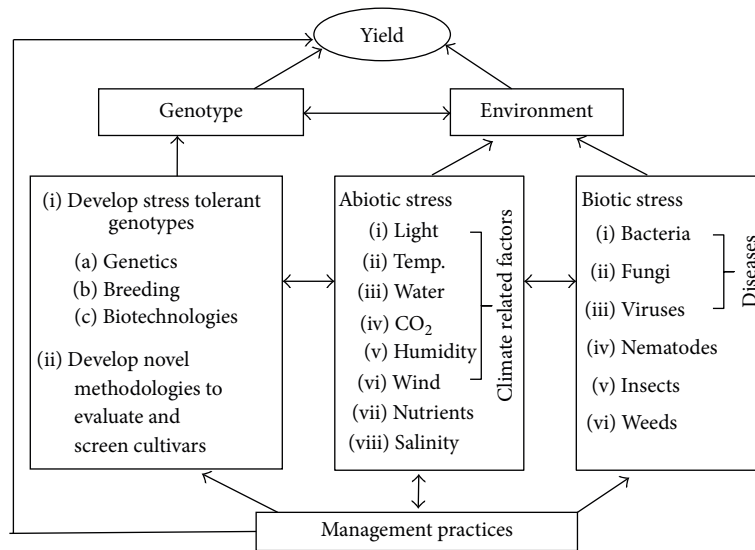 Yield
Genotype
Environment
(i) Develop stress tolerant
genotypes
(a) Genetics
(b) Breeding
(c) Biotechnologies
(ii) Develop novel
methodologies to
evaluate and
screen cultivars
Abiotic stress
(i) Light
(ii) Temp.
(iii) Water
(iv) CO₂
(v) Humidity
(vi) Wind
(vii) Nutrients
(viii) Salinity
Climate related factors
Biotic stress
(i) Bacteria
(ii) Fungi
(iii) Viruses
(iv) Nematodes
(v) Insects
(vi) Weeds
Diseases
Management practices